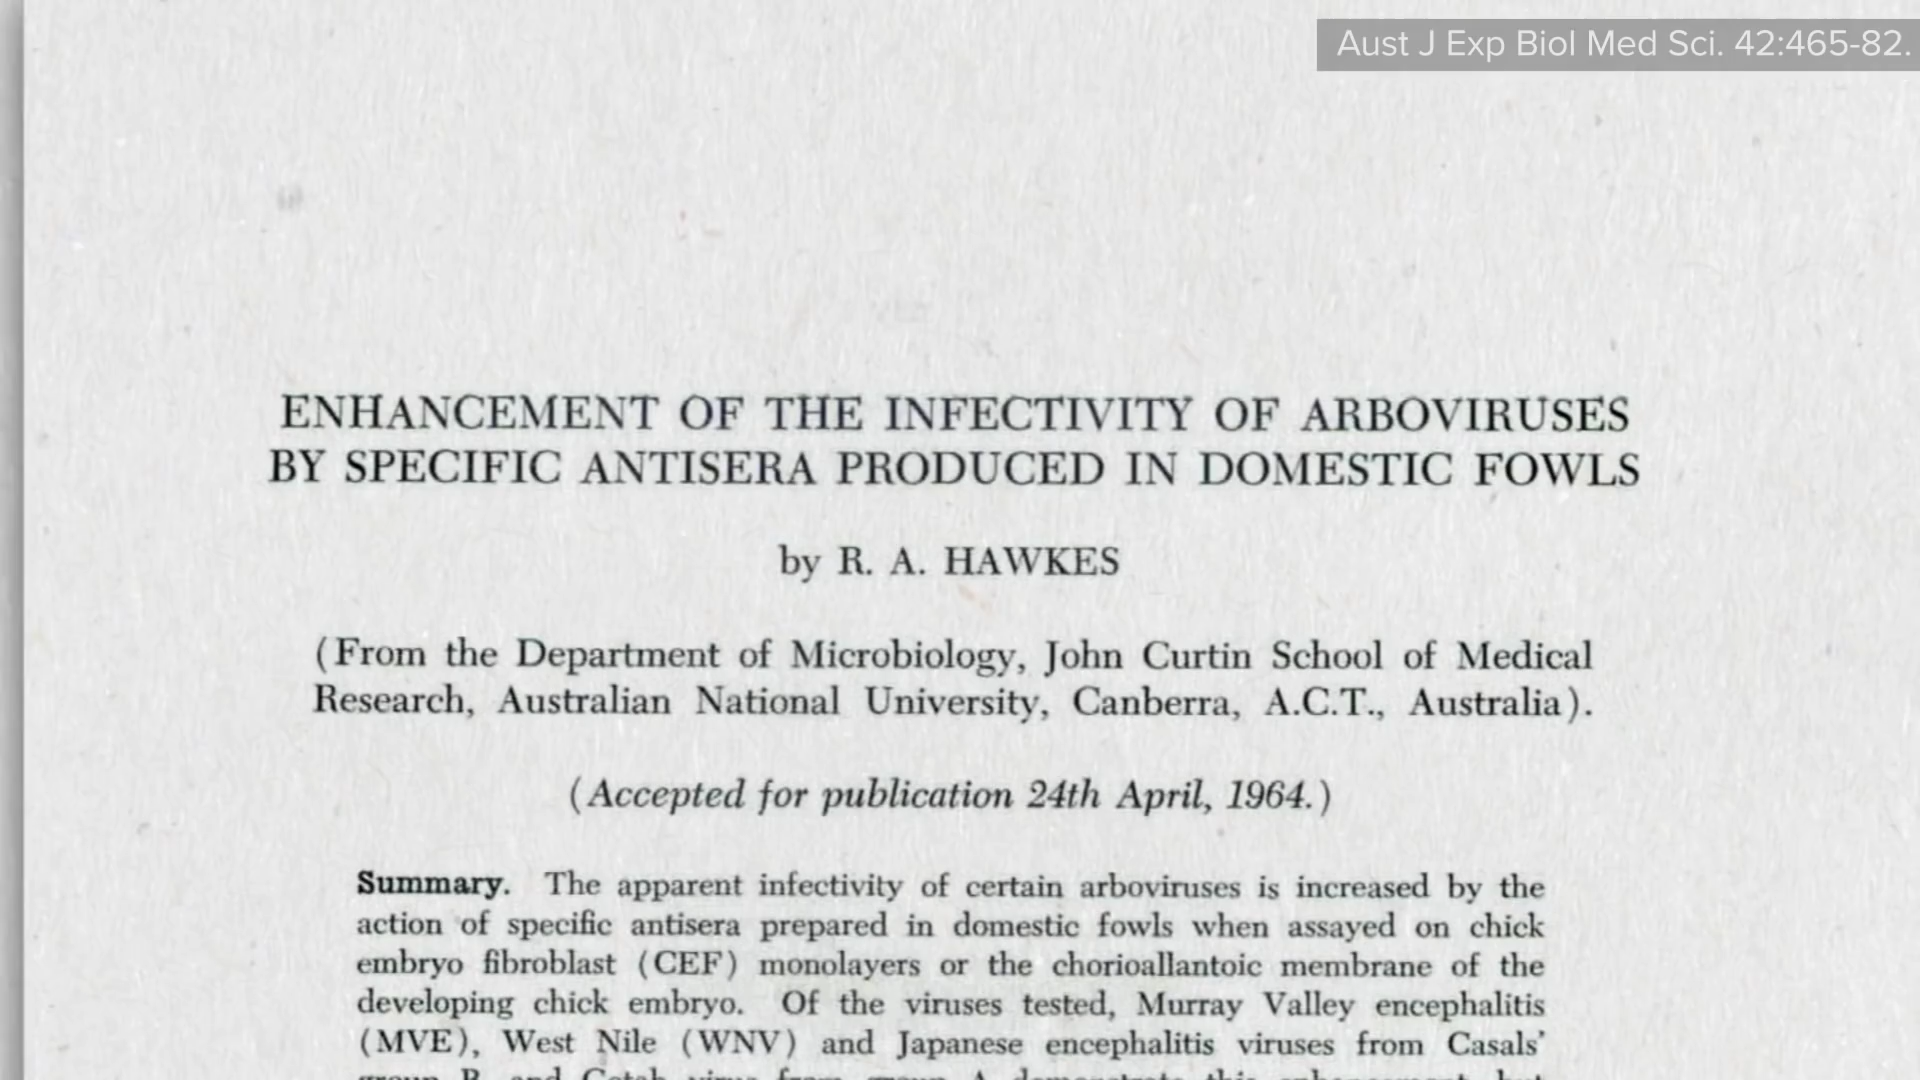 Aust J Exp Biol Med Sci. 42:465-82.
ENHANCEMENT OF THE INFECTIVITY OF ARBOVIRUSES
BY SPECIFIC ANTISERA PRODUCED IN DOMESTIC FOWLS
by R. A. HAWKES
(From the Department of Microbiology, John Curtin School of Medical
Research, Australian National University, Canberra, A.C.T., Australia).
(Accepted for publication 24th April, 1964.)
Summary. The apparent infectivity of certain arboviruses is increased by the
action of specific antisera prepared in domestic fowls when assayed on chick
embryo fibroblast (CEF) monolayers or the chorioallantoic membrane of the
developing chick embryo. Of the viruses tested, Murray Valley encephalitis
(MVE), West Nile (WNV) and Japanese encephalitis viruses from Casals'